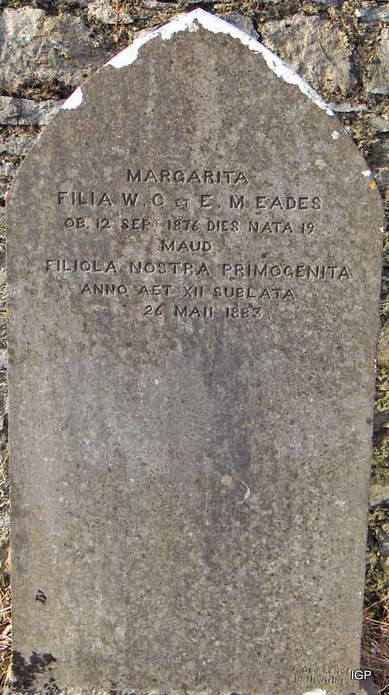 MARGARITA
FILIA W. C ET E. M EADES
OB. 12 SEPT 1876 DIES NATA 19
MAUD
FILIOLA NOSTRA PRIMOGENITA
ANNO AET XII SUBLATA
26 MAII 1883
IGP